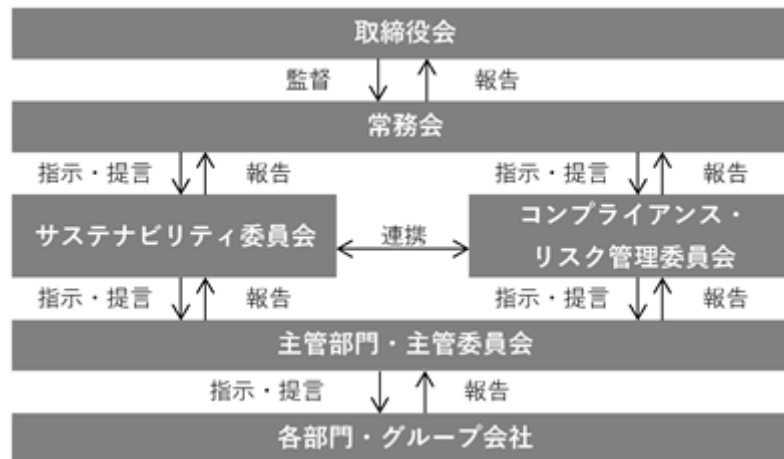 取締役会
監督 報告
常務会
指示・提言 報告 指示・提言 報告
サステナビリティ委員会 連携 コンプライアンス・
リスク管理委員会
指示・提言 報告 指示・提言 報告
主管部門・主管委員会
指示・提言 報告
各部門・グループ会社